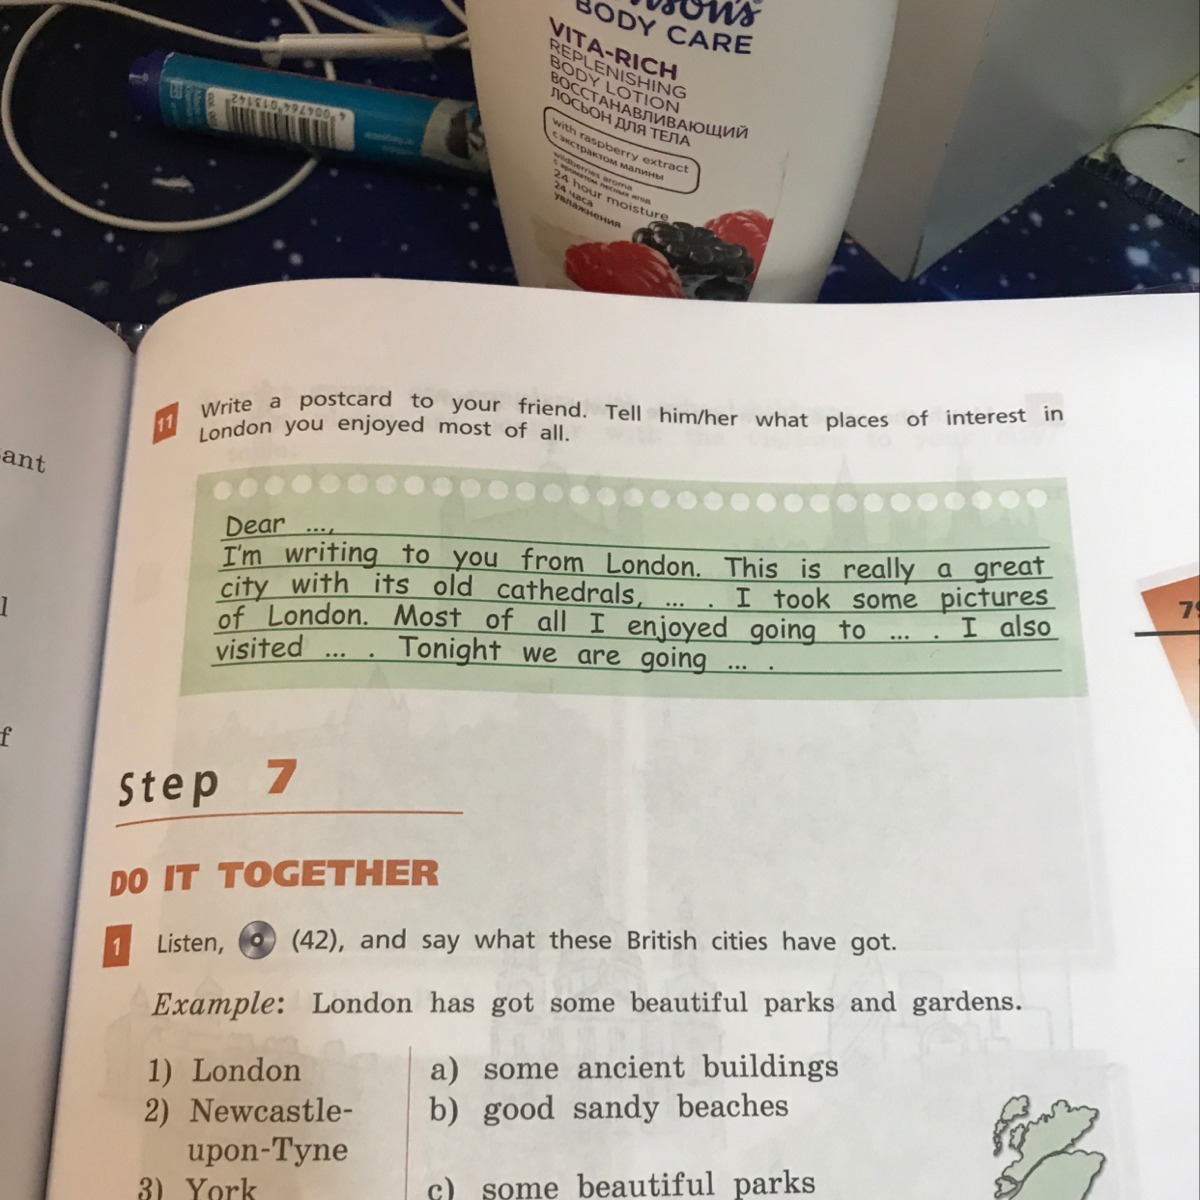 BODY CARE
VITA-RICH
REPLENISHING
BODY LOTION
ВОССТАНАВЛИВАЮЩИЙ
ЛОСЬОН ДЛЯ ТЕЛА
with raspberry extract
с экстрактом малины
wildberries aroma
с ароматом лесных ягод
24 hour moisture
24 часа
увлажнения
ant
11 Write a postcard to your friend. Tell him/her what places of interest in
London you enjoyed most of all.
Dear ...,
I'm writing to you from London. This is really a great
city with its old cathedrals, ... . I took some pictures
of London. Most of all I enjoyed going to ... . I also
visited ... . Tonight we are going ... .
Step 7
DO IT TOGETHER
1 Listen, (42), and say what these British cities have got.
Example: London has got some beautiful parks and gardens.
1) London
2) Newcastle-
upon-Tyne
3) York
a) some ancient buildings
b) good sandy beaches
c) some beautiful parks